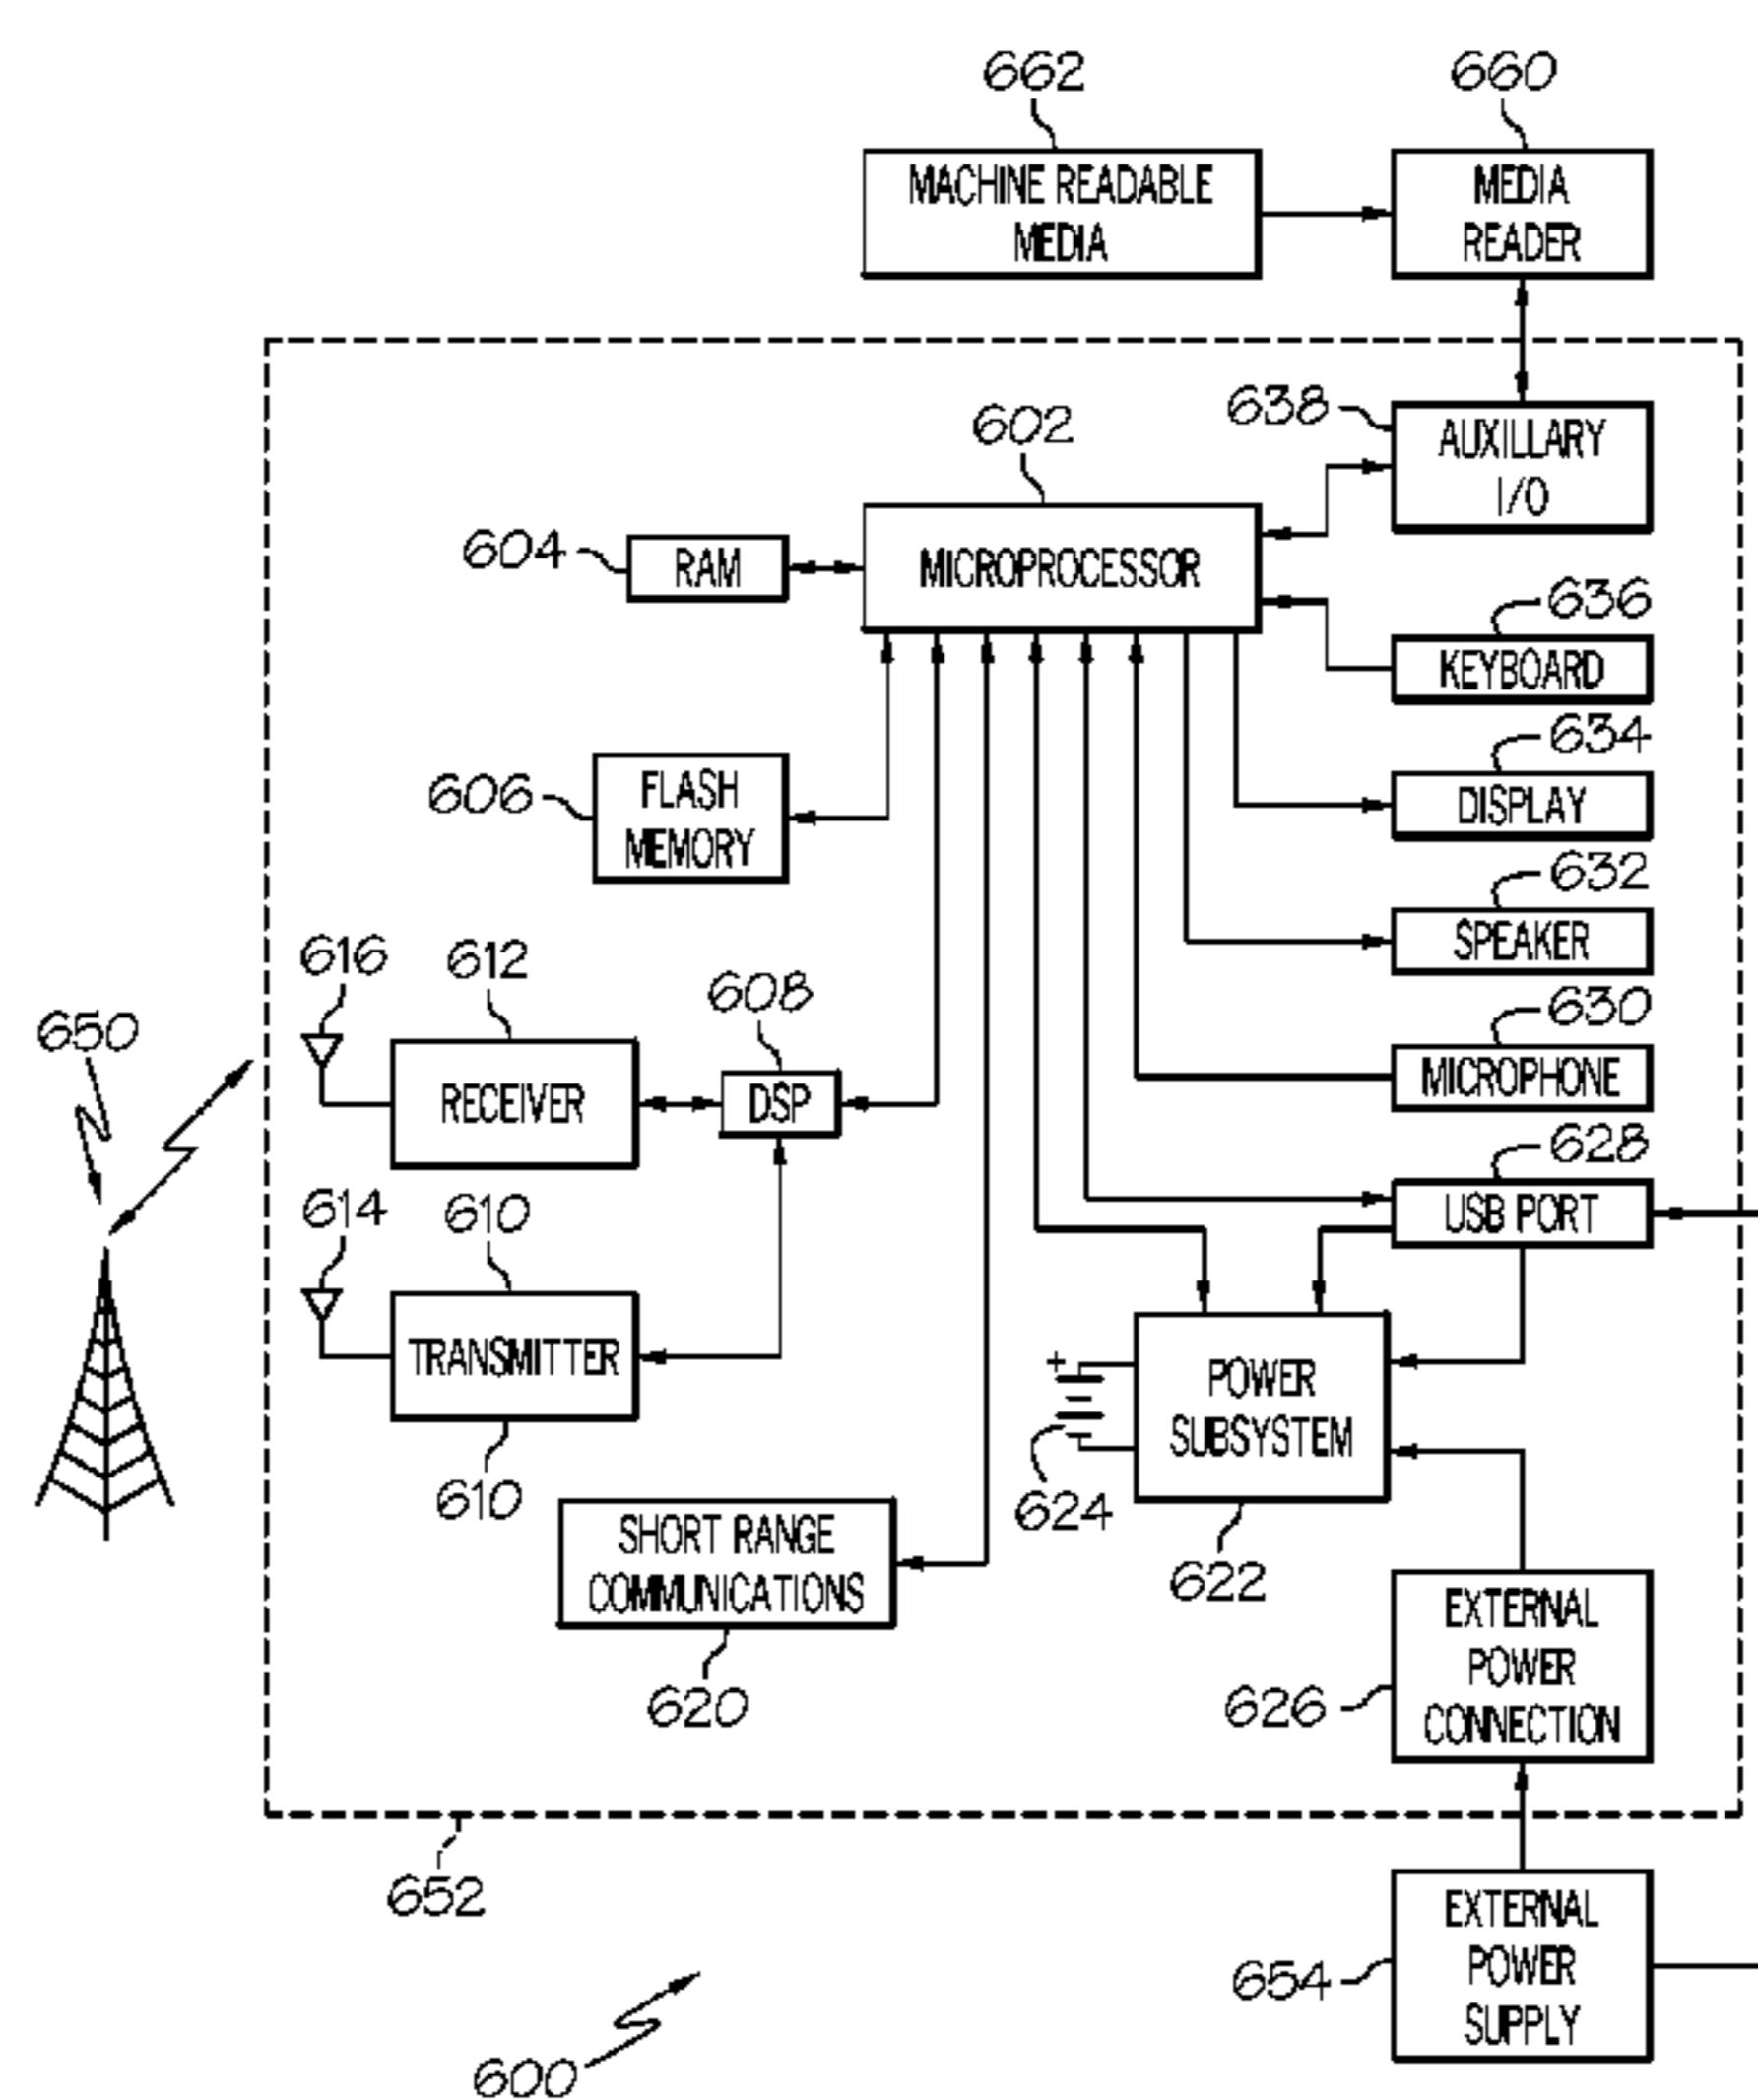 662
660
MACHINE READABLE
MEDIA
MEDIA
READER
638
AUXILLARY
I/O
602
MICROPROCESSOR
604
RAM
636
KEYBOARD
634
DISPLAY
606
FLASH
MEMORY
632
SPEAKER
616
612
608
650
RECEIVER
DSP
630
MICROPHONE
628
USB PORT
614
610
TRANSMITTER
610
+
POWER
SUBSYSTEM
624
622
SHORT RANGE
COMMUNICATIONS
620
626
EXTERNAL
POWER
CONNECTION
652
654
EXTERNAL
POWER
SUPPLY
600